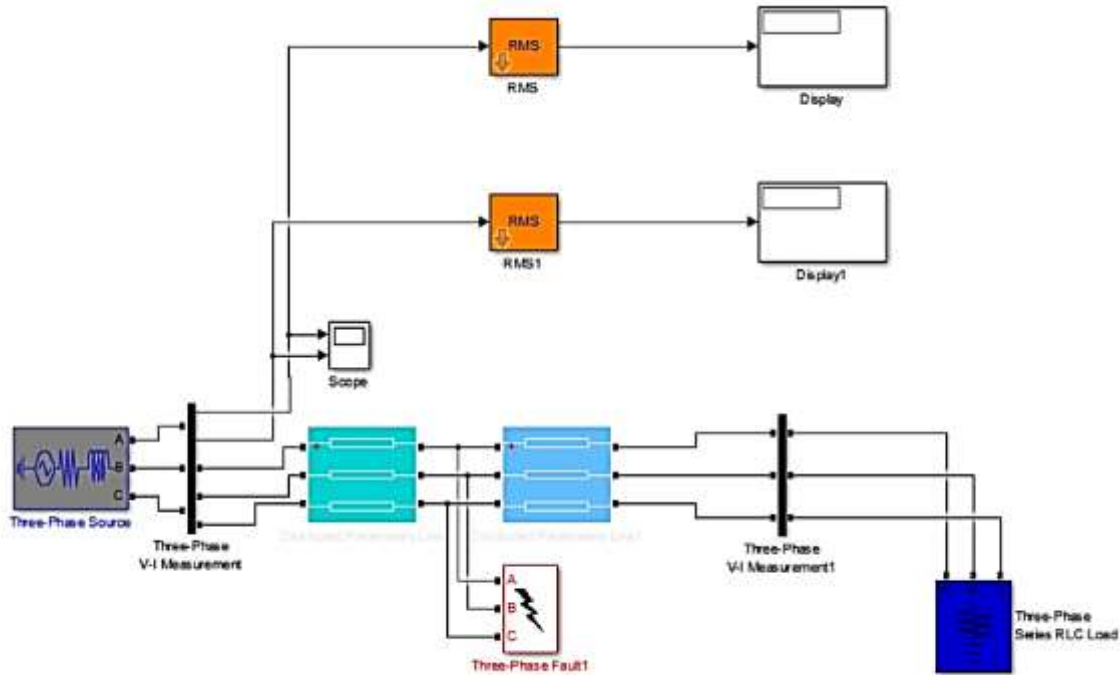 RMS
RMS
Display
RMS
RMS1
Display1
Scope
A
B
C
Three-Phase Source
Three-Phase
V-I Measurement
Three-Phase
V-I Measurement1
A
B
C
Three-Phase Fault1
Three-Phase
Series RLC Load